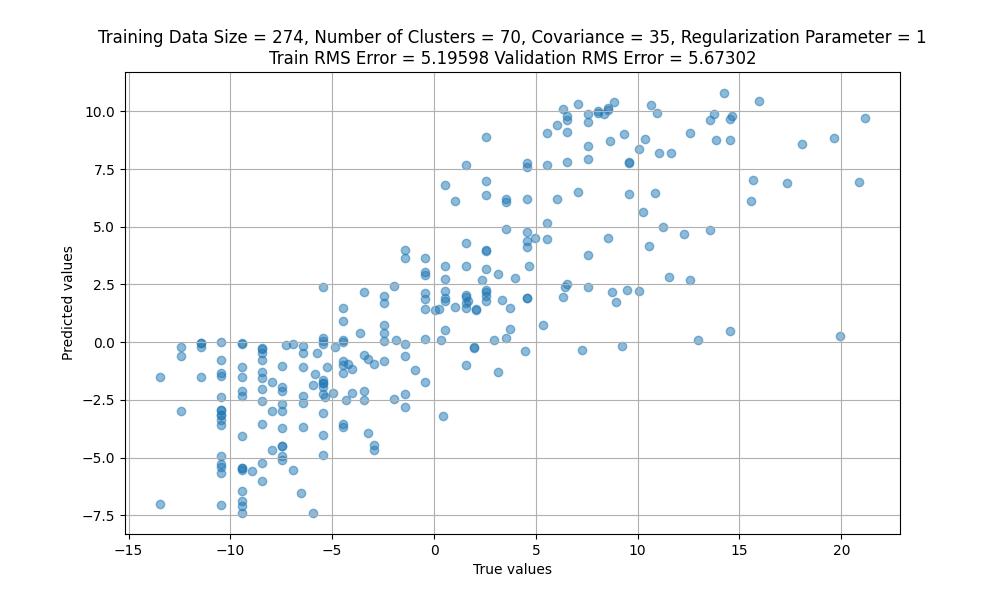 Training Data Size = 274, Number of Clusters = 70, Covariance = 35, Regularization Parameter = 1
Train RMS Error = 5.19598 Validation RMS Error = 5.67302
10.0
7.5
5.0
2.5
0.0
−2.5
−5.0
−7.5
Predicted values
−15 −10 −5 0 5 10 15 20
True values